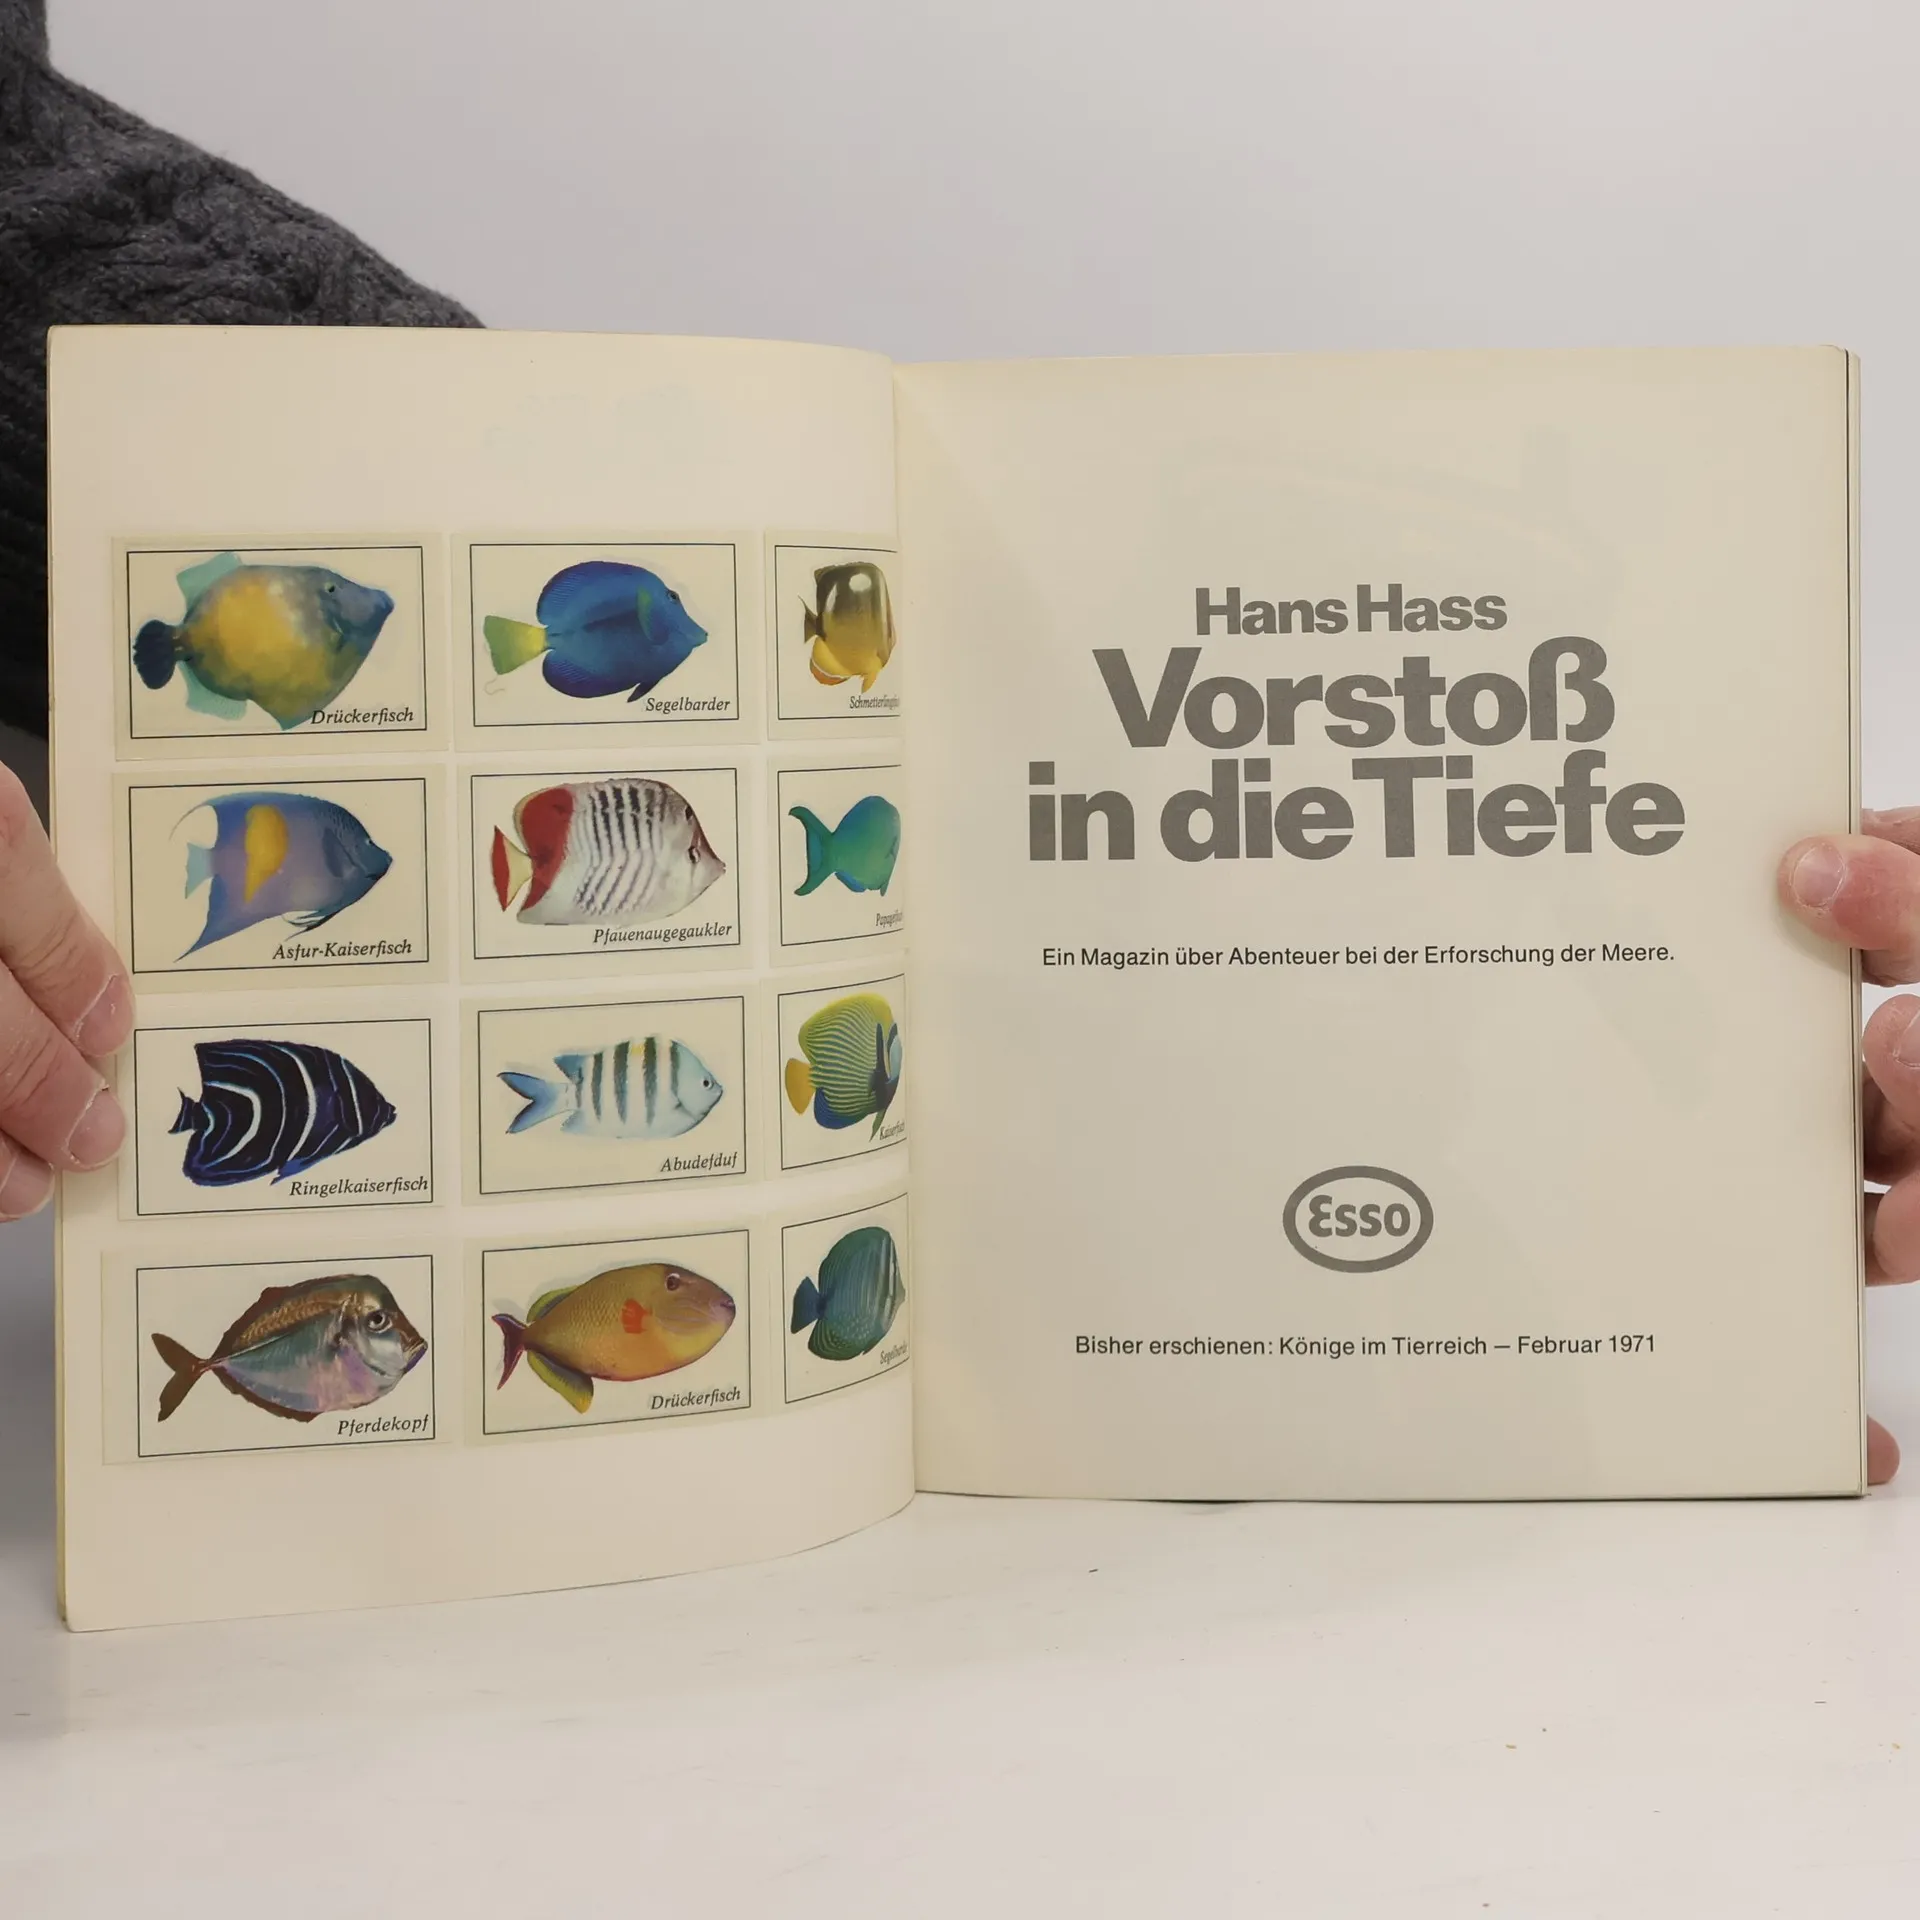 Drückerfisch
Segelbarder
Asfur-Kaiserfisch
Pfauenaugegaukler
Ringelkaiserfisch
Abudefduf
Kaiserfisch
Pferdekopf
Drückerfisch
Hans Hass
Vorstoß
in die Tiefe
Ein Magazin über Abenteuer bei der Erforschung der Meere.
Esso
Bisher erschienen: Könige im Tierreich — Februar 1971